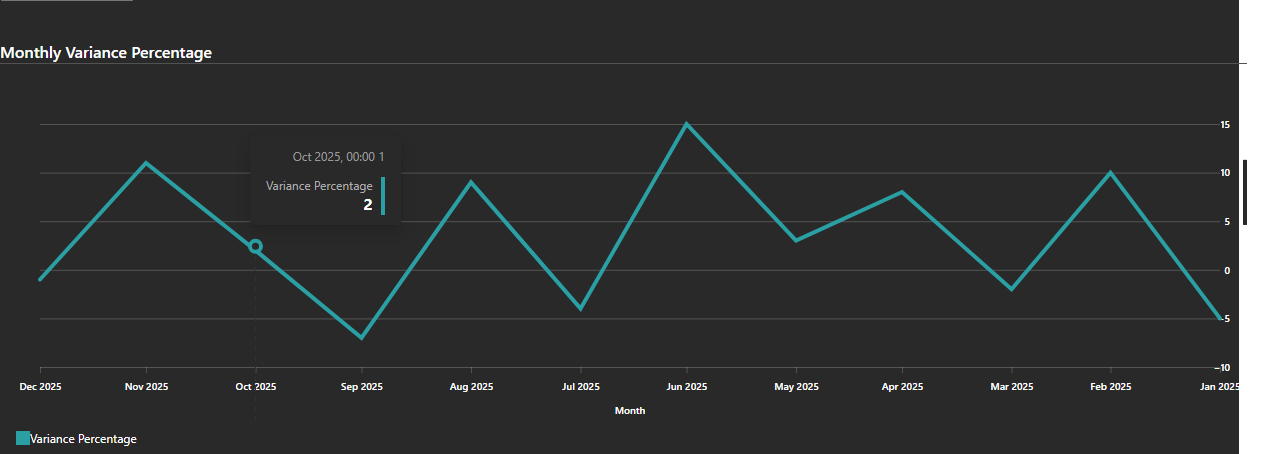 Monthly Variance Percentage
15
10
5
0
-5
-10
Oct 2025, 00:00 1
Variance Percentage
2
Dec 2025 Nov 2025 Oct 2025 Sep 2025 Aug 2025 Jul 2025 Jun 2025 May 2025 Apr 2025 Mar 2025 Feb 2025 Jan 2025
Month
Variance Percentage